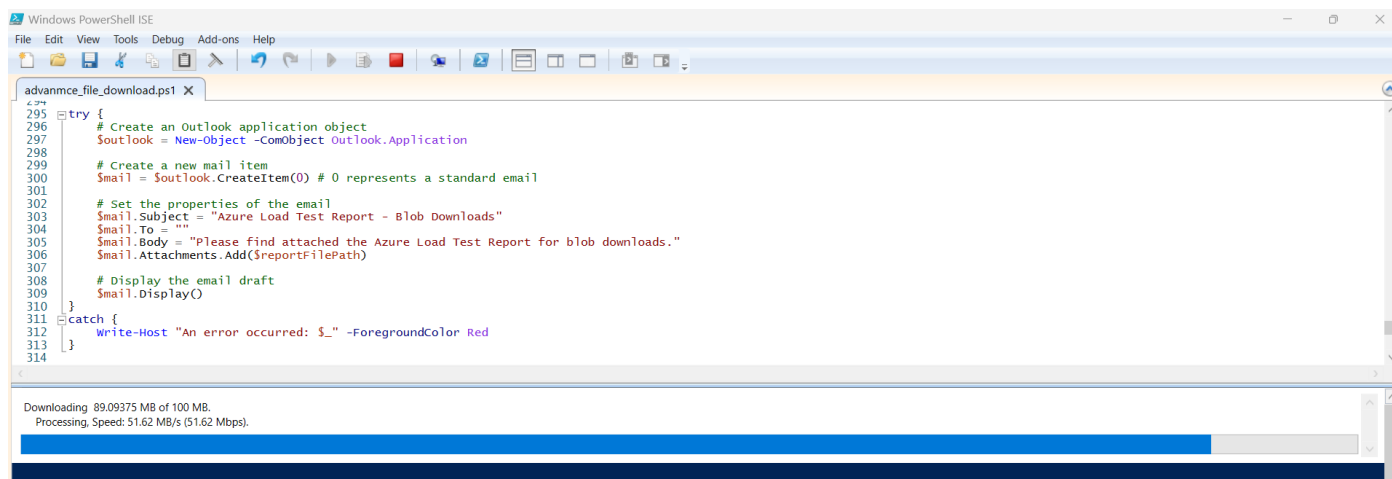 Windows PowerShell ISE
File Edit View Tools Debug Add-ons Help
advanmce_file_download.ps1 X
294
295 try {
296 # Create an Outlook application object
297 $outlook = New-Object -ComObject Outlook.Application
298
299 # Create a new mail item
300 $mail = $outlook.CreateItem(0) # 0 represents a standard email
301
302 # Set the properties of the email
303 $mail.Subject = "Azure Load Test Report - Blob Downloads"
304 $mail.To = ""
305 $mail.Body = "Please find attached the Azure Load Test Report for blob downloads."
306 $mail.Attachments.Add($reportFilePath)
307
308 # Display the email draft
309 $mail.Display()
310 }
311 catch {
312 Write-Host "An error occurred: $_" -ForegroundColor Red
313 }
314
Downloading 89.09375 MB of 100 MB.
Processing, Speed: 51.62 MB/s (51.62 Mbps).